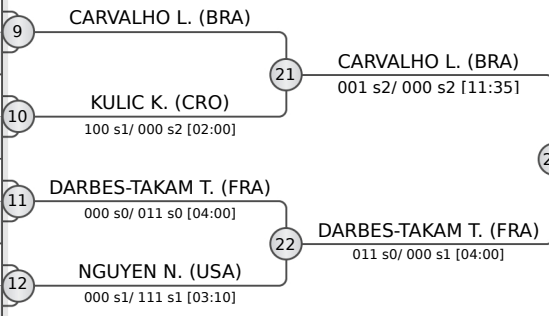 9
CARVALHO L. (BRA)
21
CARVALHO L. (BRA)
001 s2/ 000 s2 [11:35]
10
KULIC K. (CRO)
100 s1/ 000 s2 [02:00]
11
DARBES-TAKAM T. (FRA)
000 s0/ 011 s0 [04:00]
22
DARBES-TAKAM T. (FRA)
011 s0/ 000 s1 [04:00]
12
NGUYEN N. (USA)
000 s1/ 111 s1 [03:10]